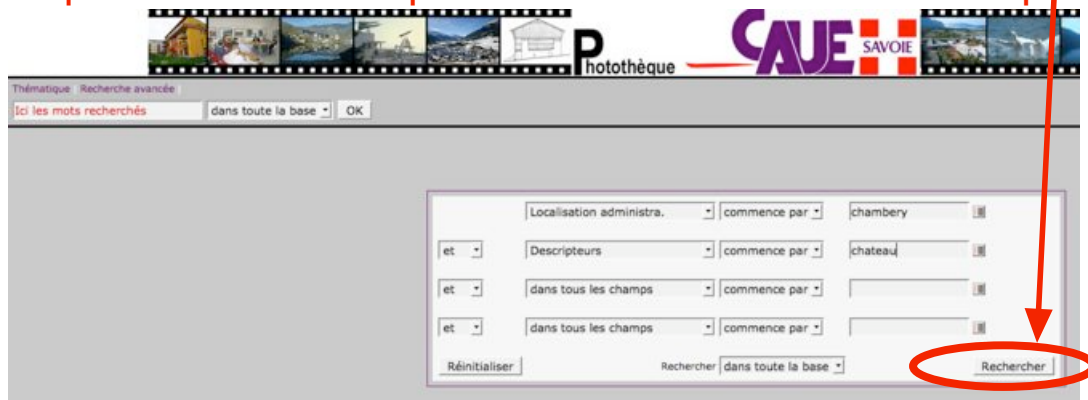 Photothèque CAUE SAVOIE
Thématique Recherche avancée
Ici les mots recherchés dans toute la base OK
Localisation administra. commence par chambery
et Descripteurs commence par chateau
et dans tous les champs commence par
et dans tous les champs commence par
Réinitialiser Rechercher dans toute la base Rechercher